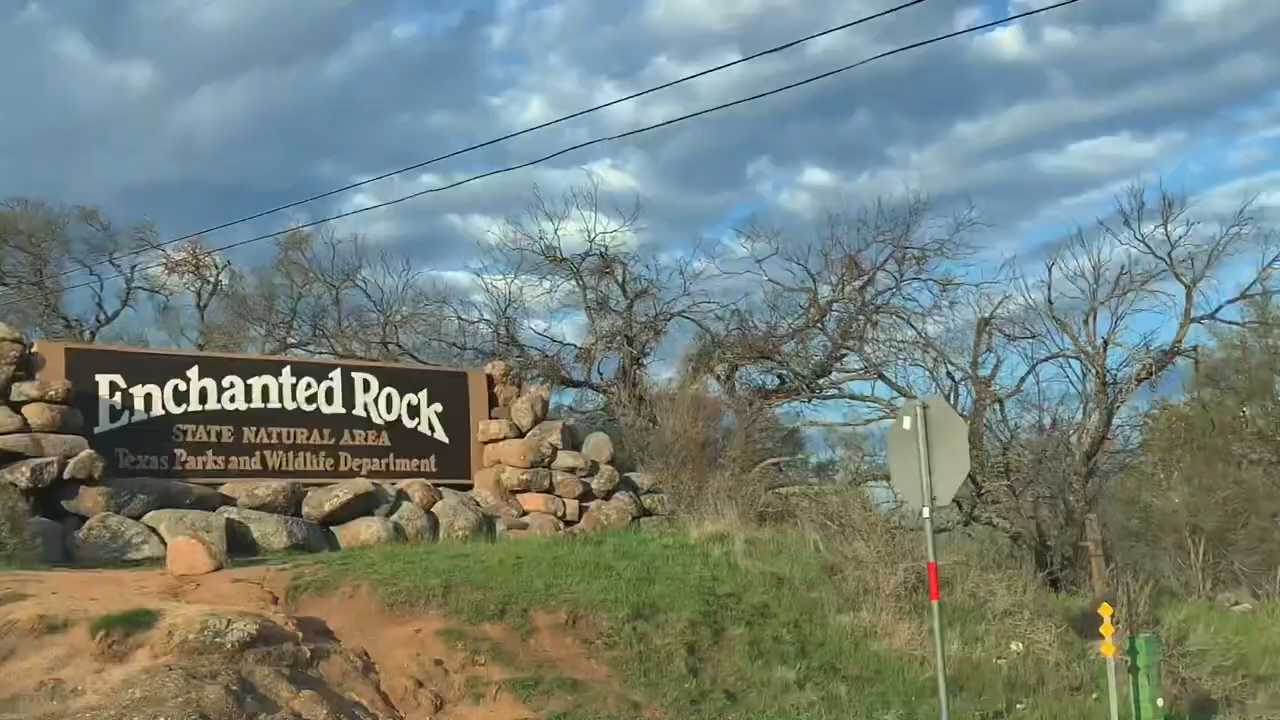 Enchanted Rock
STATE NATURAL AREA
Texas Parks and Wildlife Department